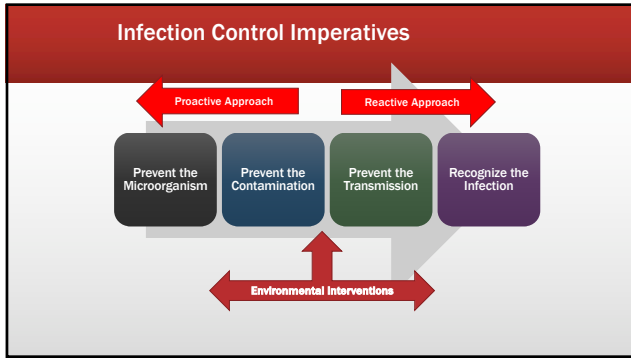 Infection Control Imperatives
Proactive Approach
Reactive Approach
Prevent the
Microorganism
Prevent the
Contamination
Prevent the
Transmission
Recognize the
Infection
Environmental Interventions